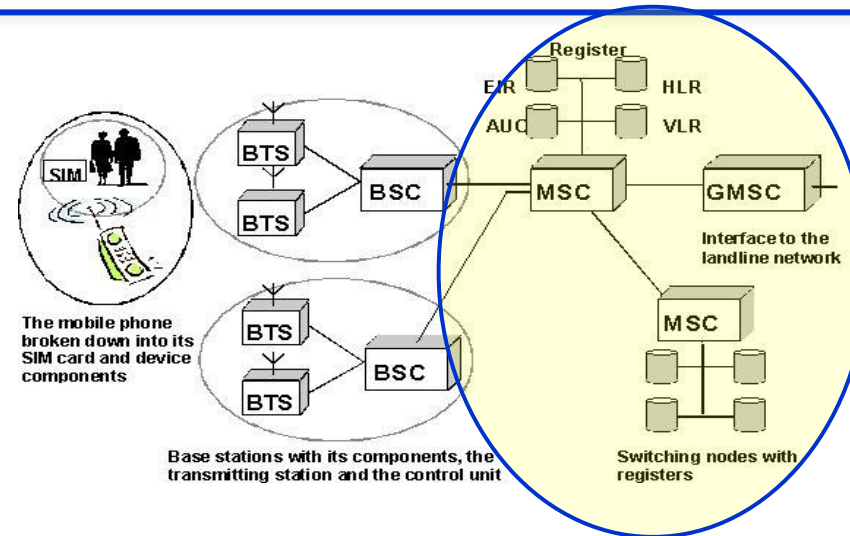 Register
EIR
HLR
AUC
VLR
SIM
BTS
BTS
BSC
MSC
GMSC
Interface to the
landline network
MSC
The mobile phone
broken down into its
SIM card and device
components
BTS
BTS
BSC
Base stations with its components, the
transmitting station and the control unit
Switching nodes with
registers